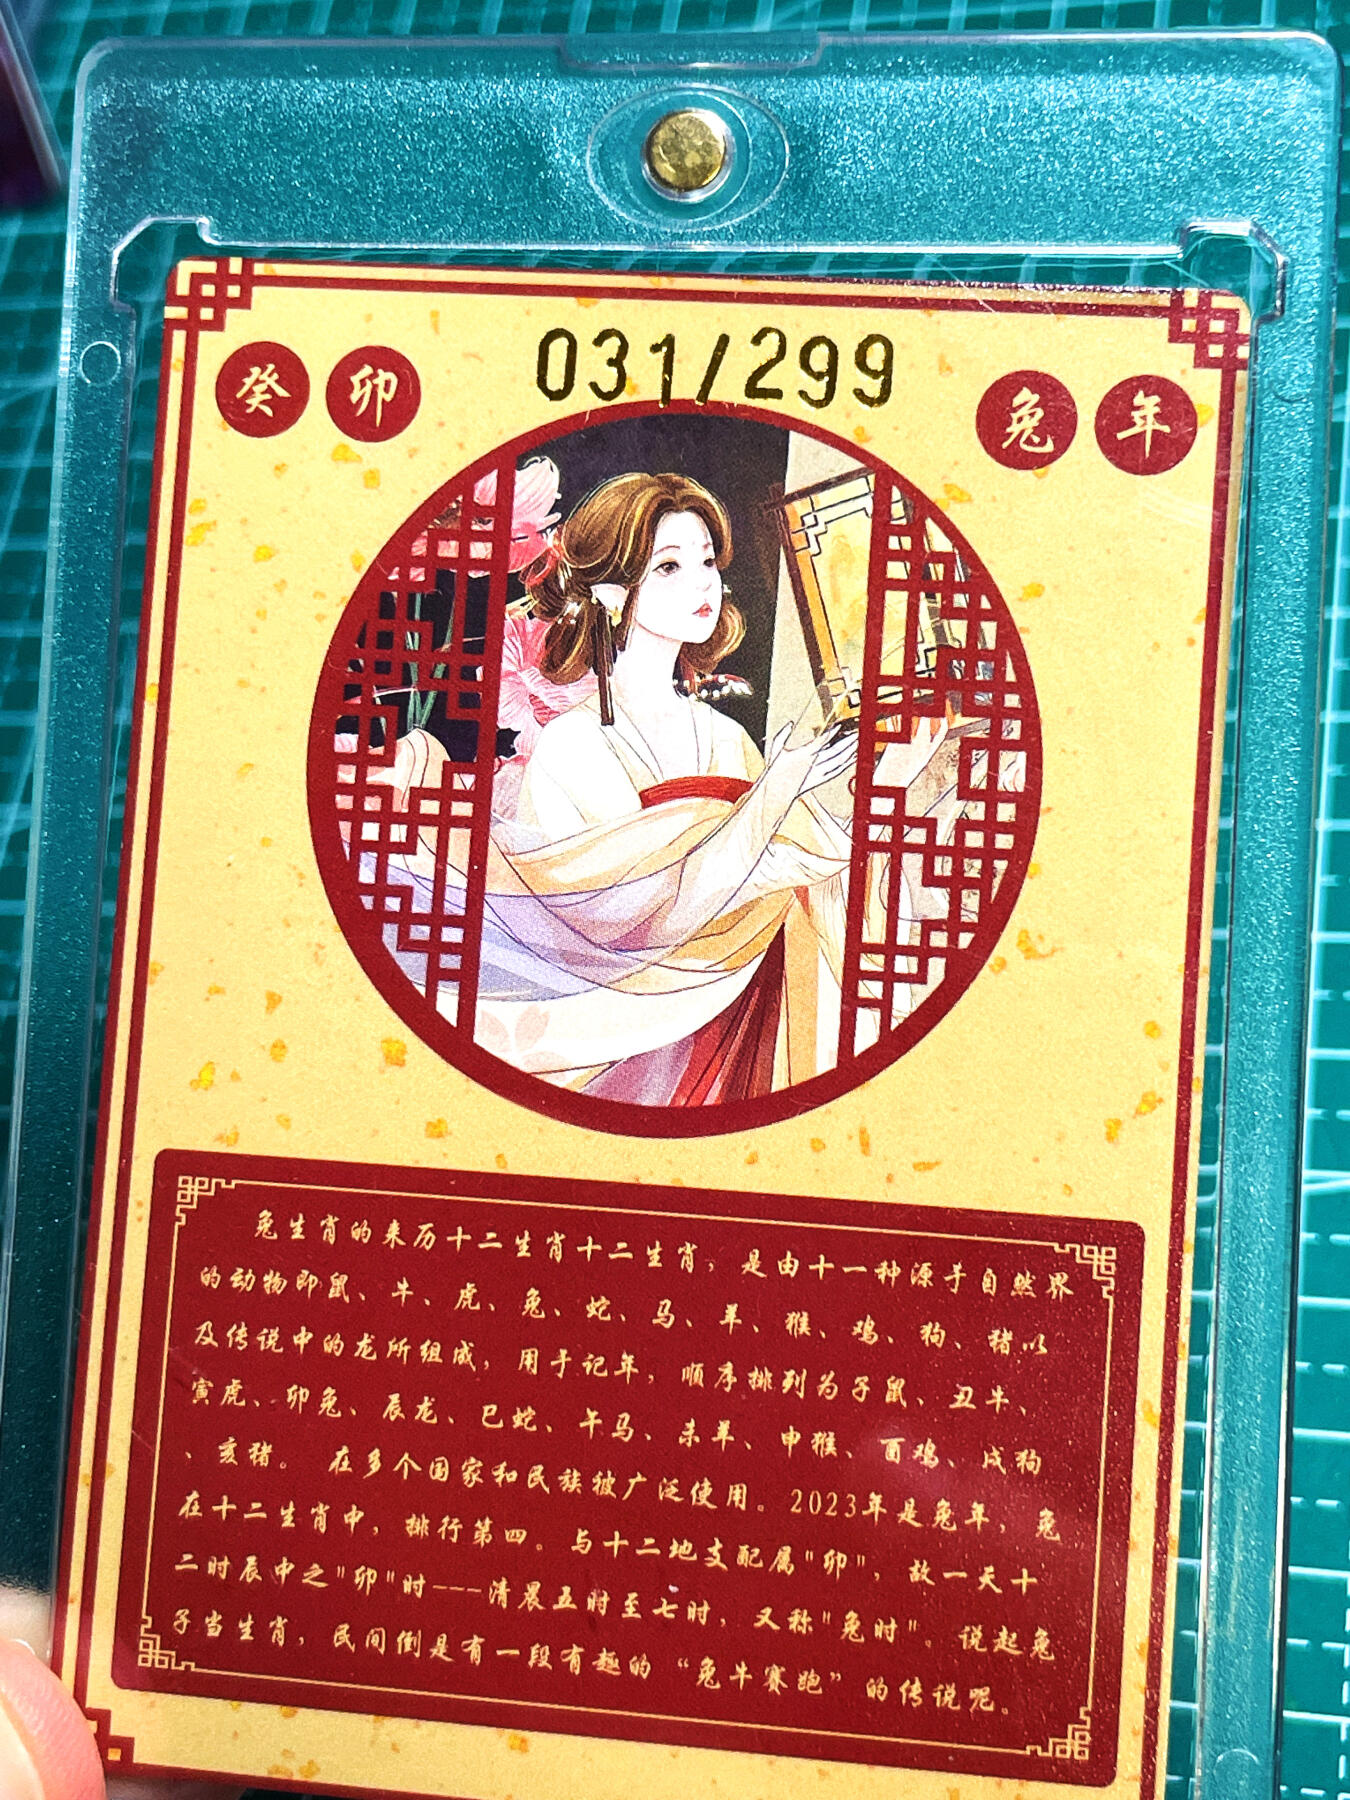 癸卯
031/299
兔年
兔生肖的来历十二生肖十二生肖，是由十一种源于自然界
的动物即鼠、牛、虎、兔、蛇、马、羊、猴、鸡、狗、猪以
及传说中的龙所组成，用于记年，顺序排列为子鼠、丑牛、
寅虎、卯兔、辰龙、巳蛇、午马、未羊、申猴、酉鸡、戌狗
、亥猪。 在多个国家和民族被广泛使用。2023年是兔年，兔
在十二生肖中，排行第四。与十二地支配属"卯"，故一天十
二时辰中之"卯"时---清晨五时至七时，又称"兔时"。说起兔
子当生肖，民间倒是有一段有趣的“兔牛赛跑”的传说呢。